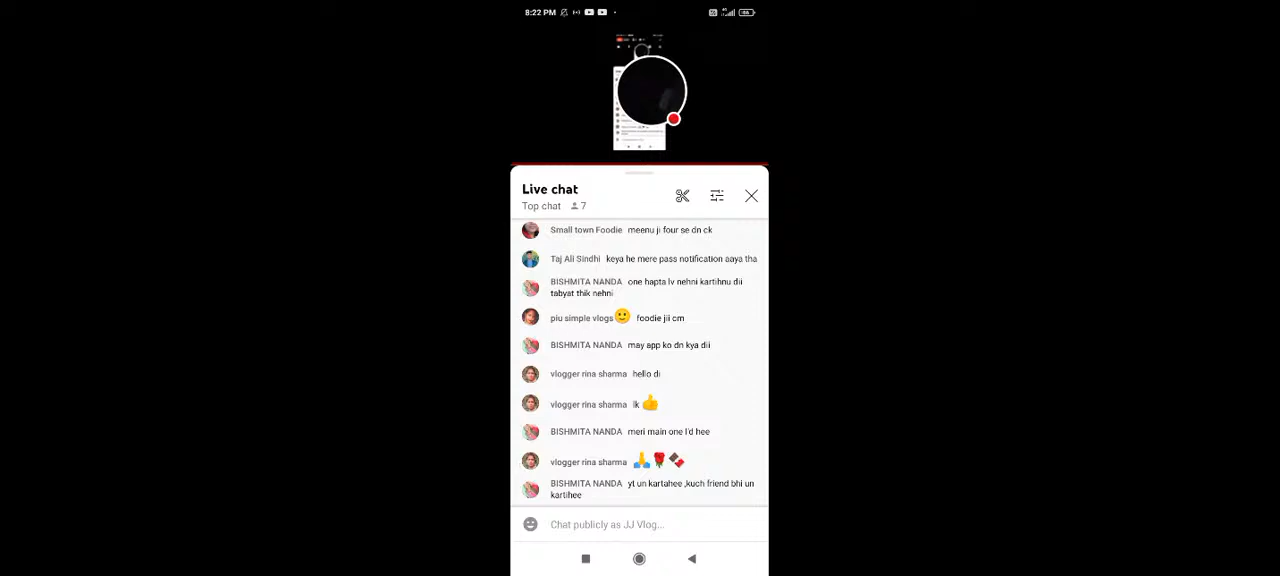 8:22 PM
66
Live chat
Top chat 7
Small town Foodie meenu ji four se dn ck
Taj Ali Sindhi keya he mere pass notification aaya tha
BISHMITA NANDA one hapta lv nehni kartihnu dii
tabyat thik nehni
piu simple vlogs🙂 foodie jii cm
BISHMITA NANDA may app ko dn kya dii
vlogger rina sharma hello di
vlogger rina sharma lk 👍
BISHMITA NANDA meri main one I'd hee
vlogger rina sharma 🙏🌹🍫
BISHMITA NANDA yt un kartahee ,kuch friend bhi un
kartihee
Chat publicly as JJ Vlog...